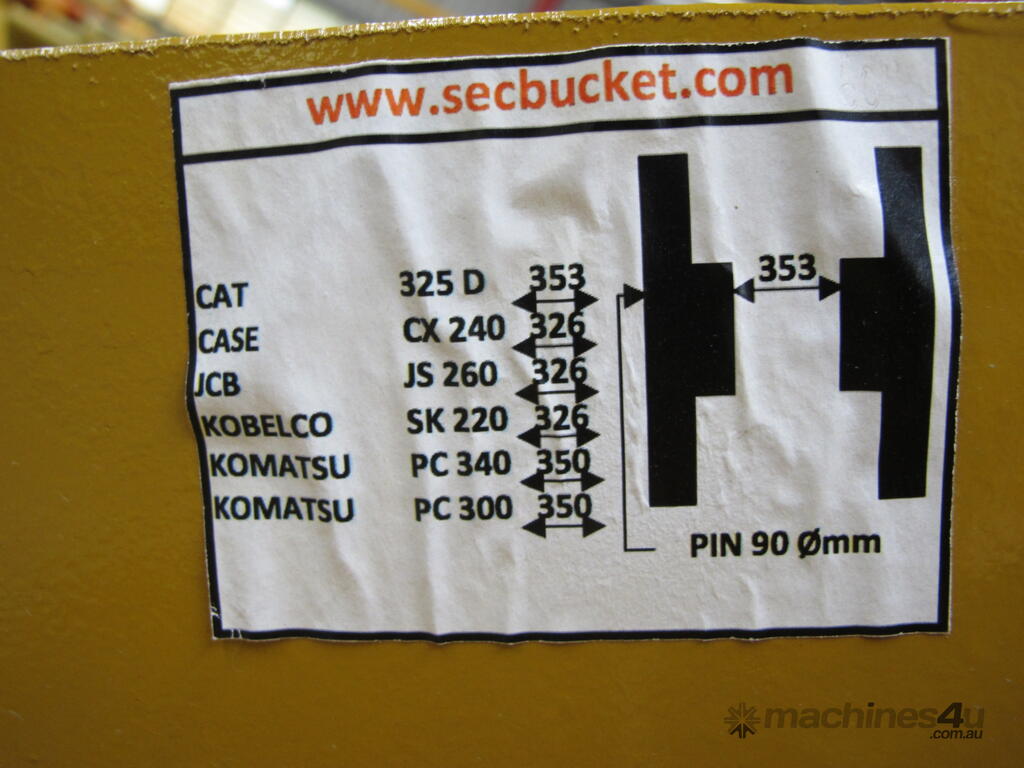 www.secbucket.com
CAT 325 D 353
CASE CX 240 326
JCB JS 260 326
KOBELCO SK 220 326
KOMATSU PC 340 350
KOMATSU PC 300 350
353
PIN 90 Ømm
machines4u
.com.au